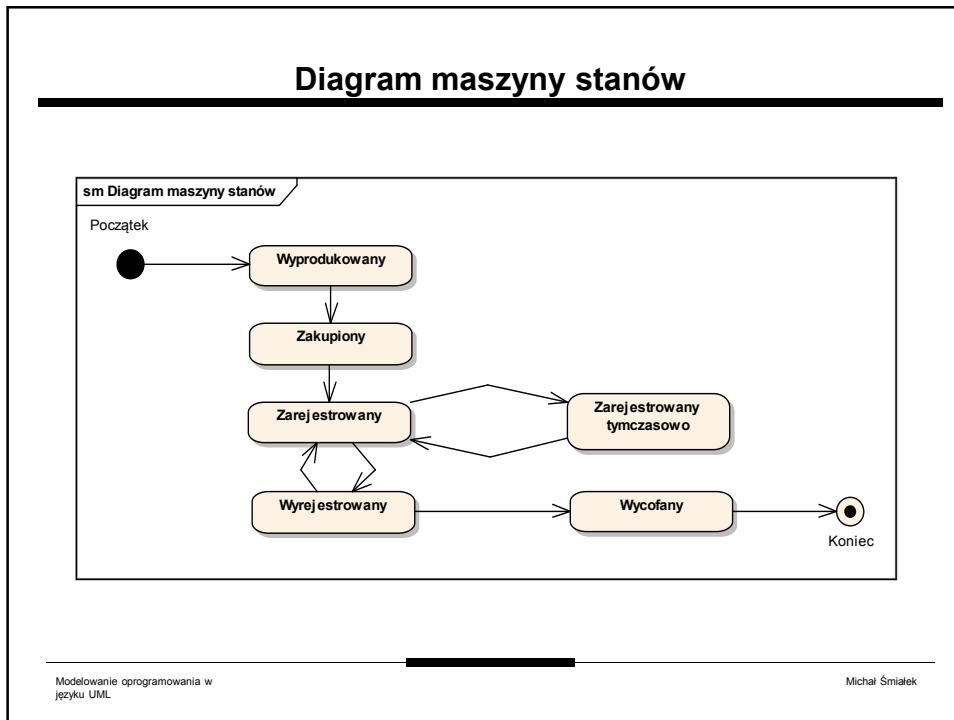 Diagram maszyny stanów
sm Diagram maszyny stanów
Początek
Wyprodukowany
Zakupiony
Zarejestrowany
Zarejestrowany
tymczasowo
Wyrejestrowany
Wycofany
Koniec
Modelowanie oprogramowania w
języku UML
Michał Śmiałek